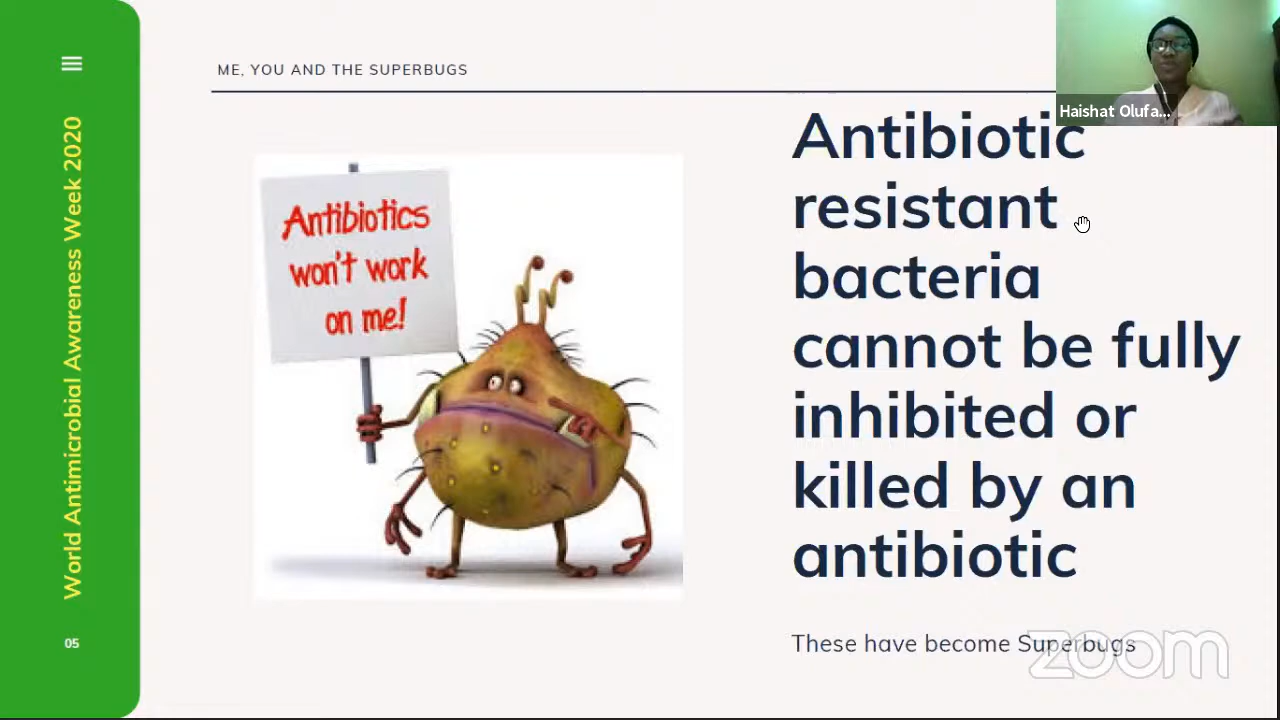 World Antimicrobial Awareness Week 2020
05
ME, YOU AND THE SUPERBUGS
Antibiotics
won't work
on me!
Haishat Olufa...
Antibiotic
resistant
bacteria
cannot be fully
inhibited or
killed by an
antibiotic
These have become Superbugs
zoom